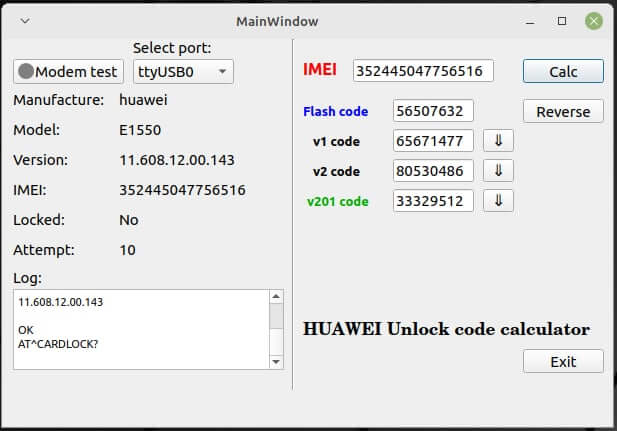 MainWindow
Select port:
Modem test ttyUSB0
Manufacture: huawei
Model: E1550
Version: 11.608.12.00.143
IMEI: 352445047756516
Locked: No
Attempt: 10
Log:
11.608.12.00.143
OK
AT^CARDLOCK?
IMEI 352445047756516 Calc
Flash code 56507632 Reverse
v1 code 65671477 ⇓
v2 code 80530486 ⇓
v201 code 33329512 ⇓
HUAWEI Unlock code calculator
Exit